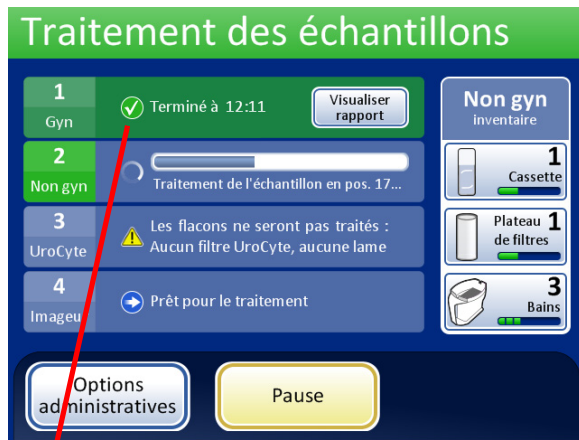 Traitement des échantillons
1
Gyn
Terminé à 12:11
Visualiser
rapport
2
Non gyn
Traitement de l'échantillon en pos. 17...
3
UroCyte
Les flacons ne seront pas traités :
Aucun filtre UroCyte, aucune lame
4
Imageur
Prêt pour le traitement
Non gyn
inventaire
1
Cassette
Plateau 1
de filtres
3
Bains
Options
administratives
Pause